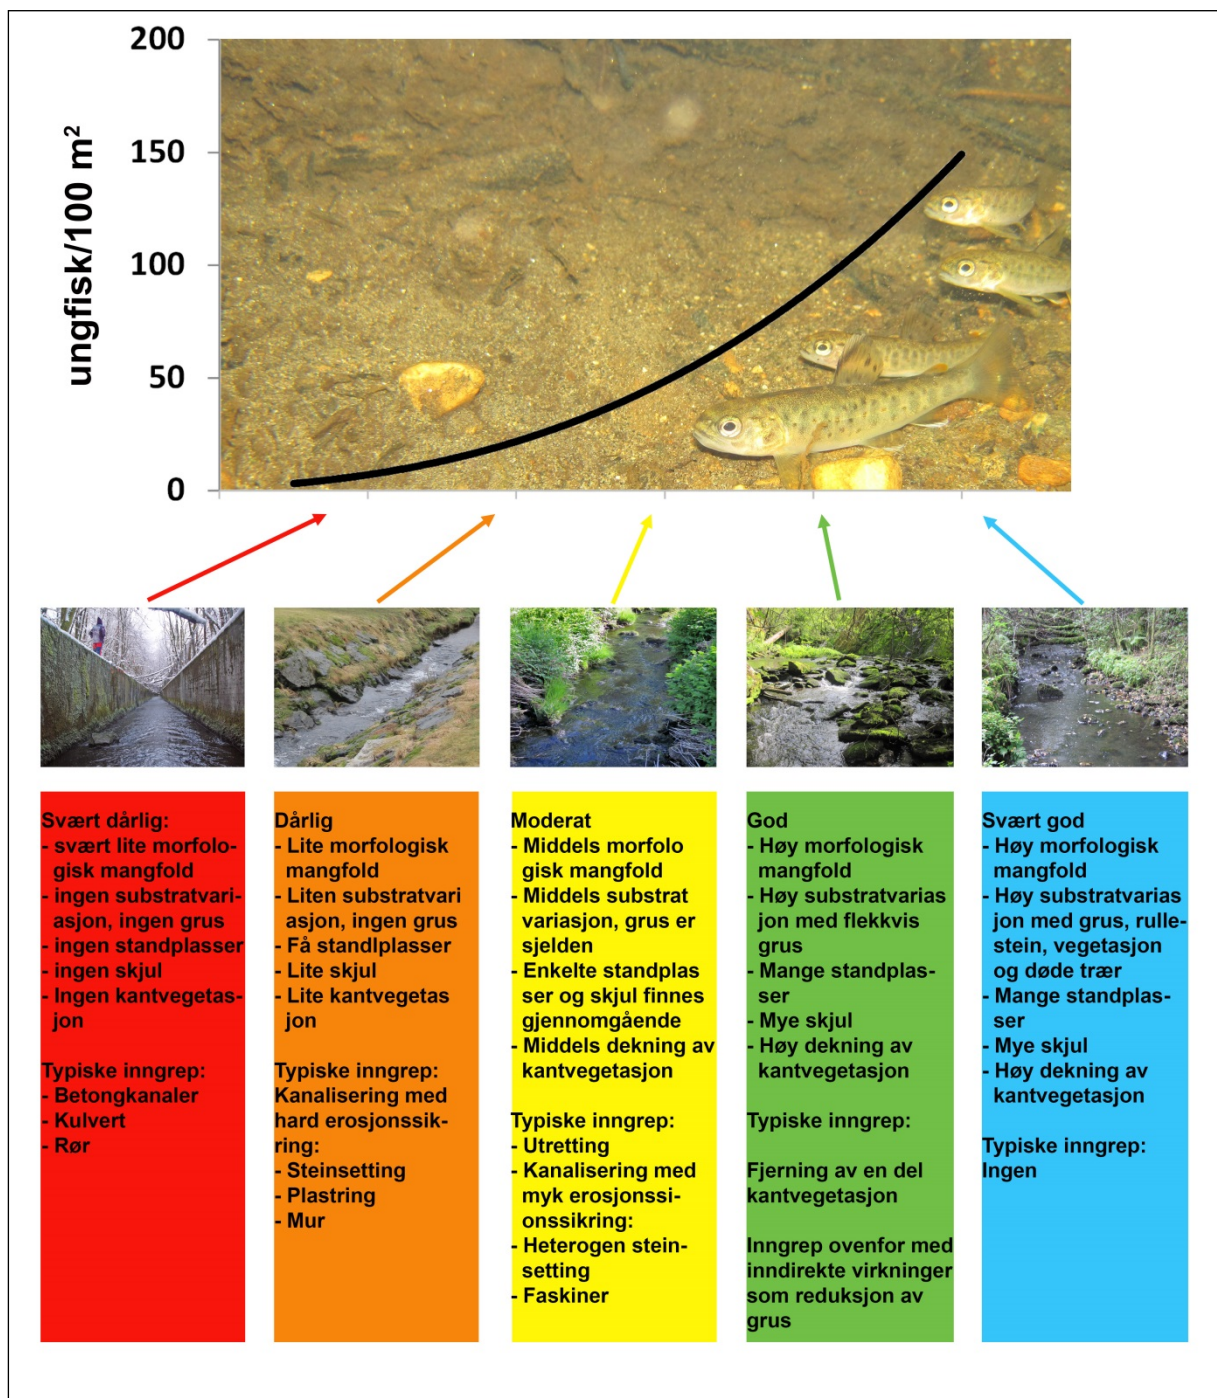 200
150
100
50
0
ungfisk/100 m²
Svært dårlig:
- svært lite morfolo-
gisk mangfold
- ingen substratvari-
asjon, ingen grus
- ingen standplasser
- ingen skjul
- Ingen kantvegetas-
jon
Typiske inngrep:
- Betongkanaler
- Kulvert
- Rør
Dårlig
- Lite morfologisk
mangfold
- Liten substratvari
asjon, ingen grus
- Få standlplasser
- Lite skjul
- Lite kantvegetas
jon
Typiske inngrep:
Kanalisering med
hard erosjonssik-
ring:
- Steinsetting
- Plastring
- Mur
Moderat
- Middels morfolo
gisk mangfold
- Middels substrat
variasjon, grus er
sjelden
- Enkelte standplas
ser og skjul finnes
gjennomgående
- Middels dekning av
kantvegetasjon
Typiske inngrep:
- Utretting
- Kanalisering med
myk erosjonssi-
onssikring:
- Heterogen stein-
setting
- Faskiner
God
- Høy morfologisk
mangfold
- Høy substratvarias
jon med flekkvis
grus
- Mange standplas-
ser
- Mye skjul
- Høy dekning av
kantvegetasjon
Typiske inngrep:
Fjerning av en del
kantvegetasjon
Inngrep ovenfor med
inndirekte virkninger
som reduksjon av
grus
Svært god
- Høy morfologisk
mangfold
- Høy substratvarias
jon med grus, rulle-
stein, vegetasjon
og døde trær
- Mange standplas-
ser
- Mye skjul
- Høy dekning av
kantvegetasjon
Typiske inngrep:
Ingen